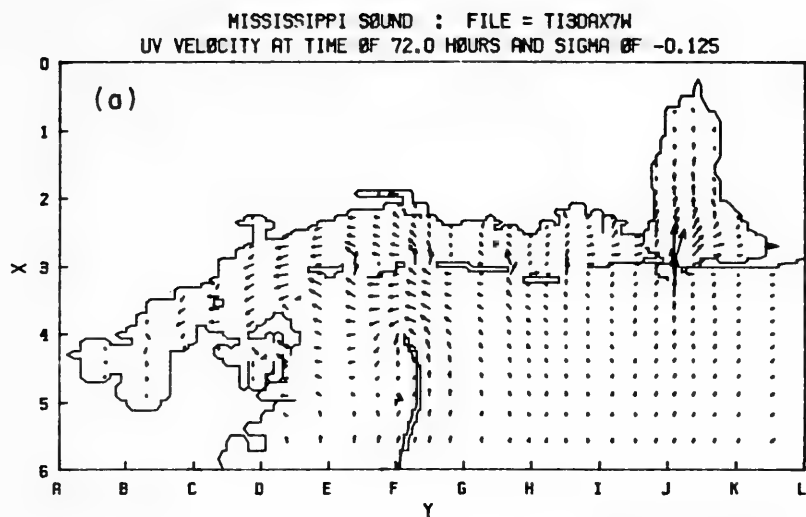 MISSISSIPPI SØUND : FILE = TI3DAX7W
UV VELØCITY AT TIME ØF 72.0 HØURS AND SIGMA ØF -0.125
(a)
0
1
2
3
4
5
6
X
A B C D E F G H I J K L
Y